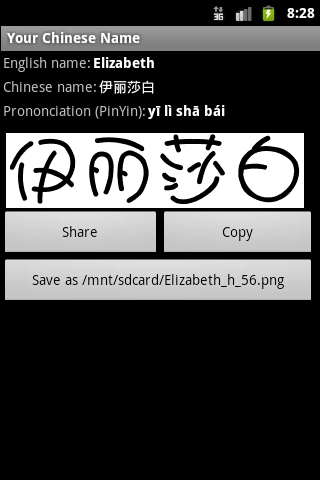 3G 8:28
Your Chinese Name
English name: Elizabeth
Chinese name: 伊丽莎白
Prononciation (PinYin): yī lì shā bái
伊丽莎白
Share Copy
Save as /mnt/sdcard/Elizabeth_h_56.png